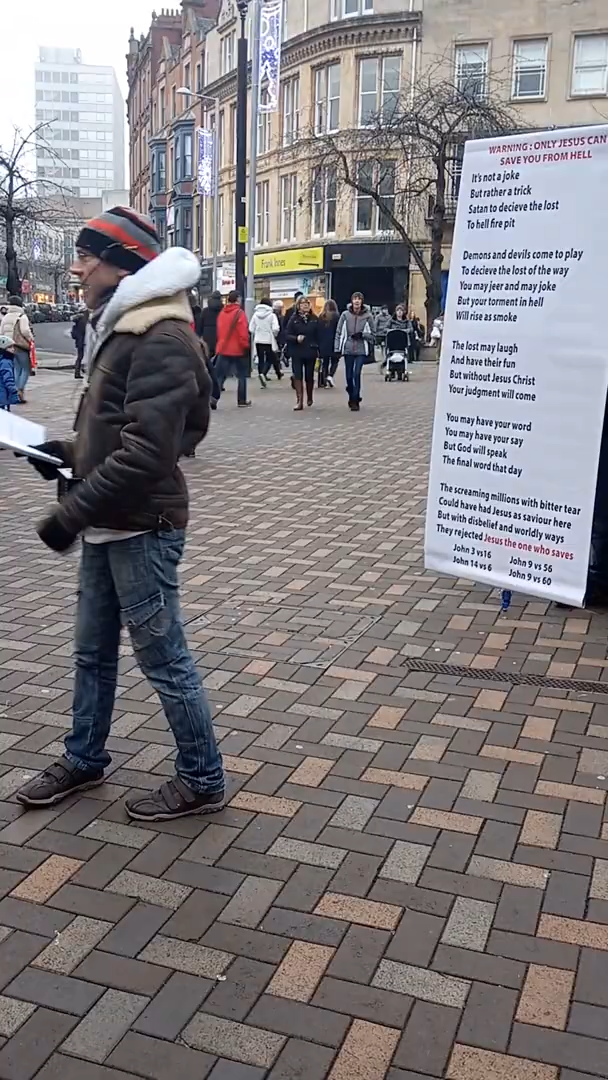 Frank Innes
WARNING : ONLY JESUS CAN
SAVE YOU FROM HELL
It's not a joke
But rather a trick
Satan to decieve the lost
To hell fire pit
Demons and devils come to play
To decieve the lost of the way
You may jeer and may joke
But your torment in hell
Will rise as smoke
The lost may laugh
And have their fun
But without Jesus Christ
Your judgment will come
You may have your word
You may have your say
But God will speak
The final word that day
The screaming millions with bitter tear
Could have had Jesus as saviour here
But with disbelief and worldly ways
They rejected Jesus the one who saves
John 3 vs16 John 9 vs 56
John 14 vs 6 John 9 vs 60